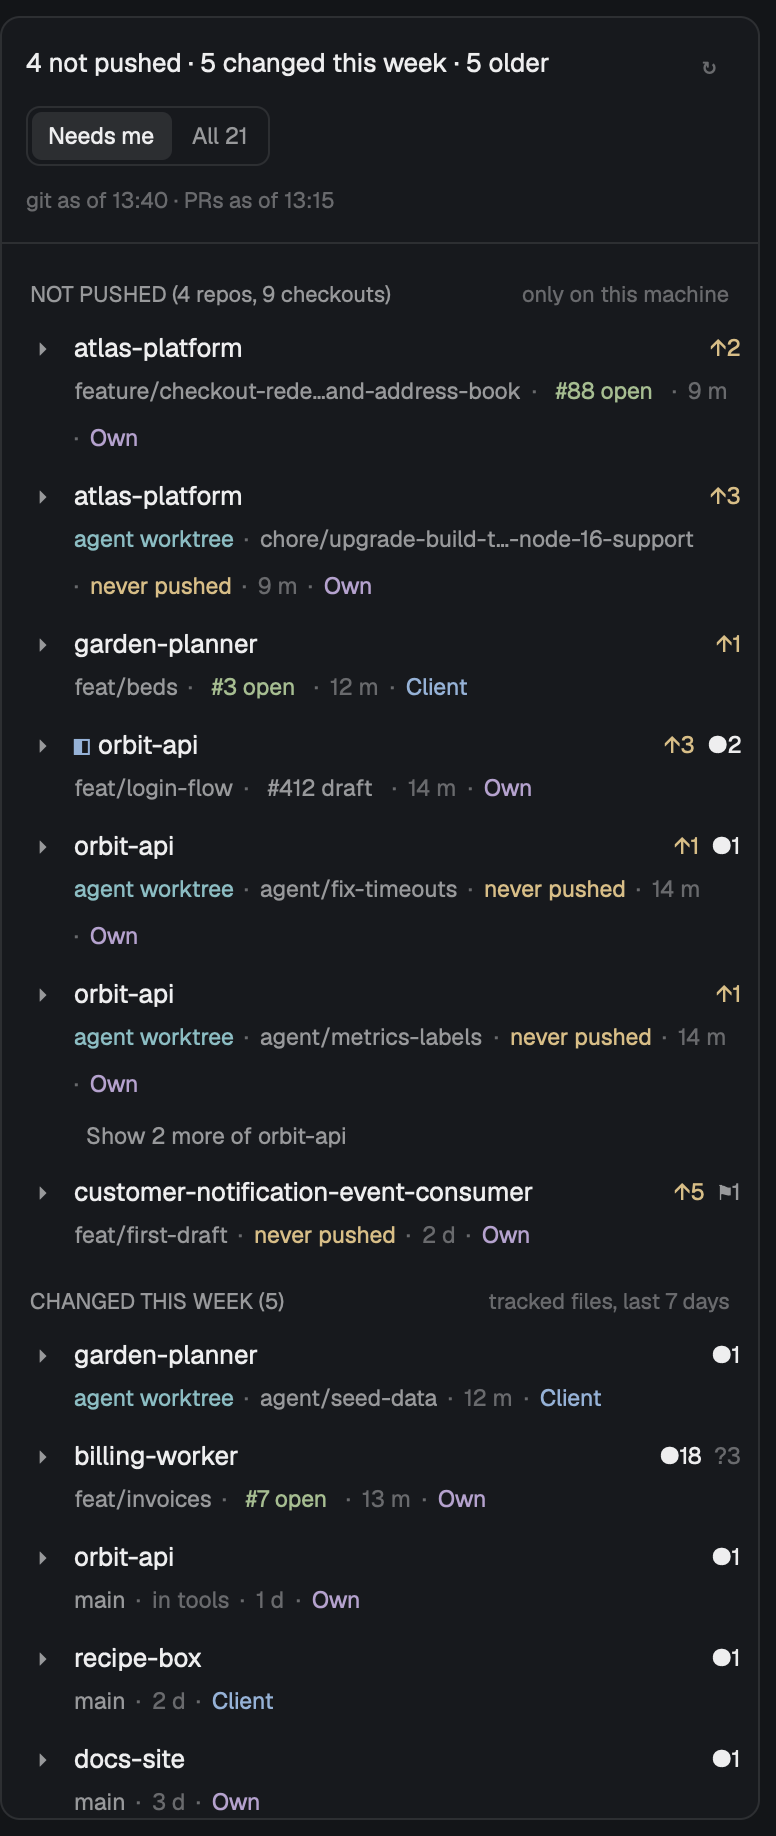 4 not pushed · 5 changed this week · 5 older ↻
Needs me All 21
git as of 13:40 · PRs as of 13:15
NOT PUSHED (4 repos, 9 checkouts) only on this machine
atlas-platform ↑2
feature/checkout-rede…and-address-book · #88 open · 9 m
· Own
atlas-platform ↑3
agent worktree · chore/upgrade-build-t…-node-16-support
· never pushed · 9 m · Own
garden-planner ↑1
feat/beds · #3 open · 12 m · Client
orbit-api ↑3 ●2
feat/login-flow · #412 draft · 14 m · Own
orbit-api ↑1 ●1
agent worktree · agent/fix-timeouts · never pushed · 14 m
· Own
orbit-api ↑1
agent worktree · agent/metrics-labels · never pushed · 14 m
· Own
Show 2 more of orbit-api
customer-notification-event-consumer ↑5 ⚑1
feat/first-draft · never pushed · 2 d · Own
CHANGED THIS WEEK (5) tracked files, last 7 days
garden-planner ●1
agent worktree · agent/seed-data · 12 m · Client
billing-worker ●18 ?3
feat/invoices · #7 open · 13 m · Own
orbit-api ●1
main · in tools · 1 d · Own
recipe-box ●1
main · 2 d · Client
docs-site ●1
main · 3 d · Own